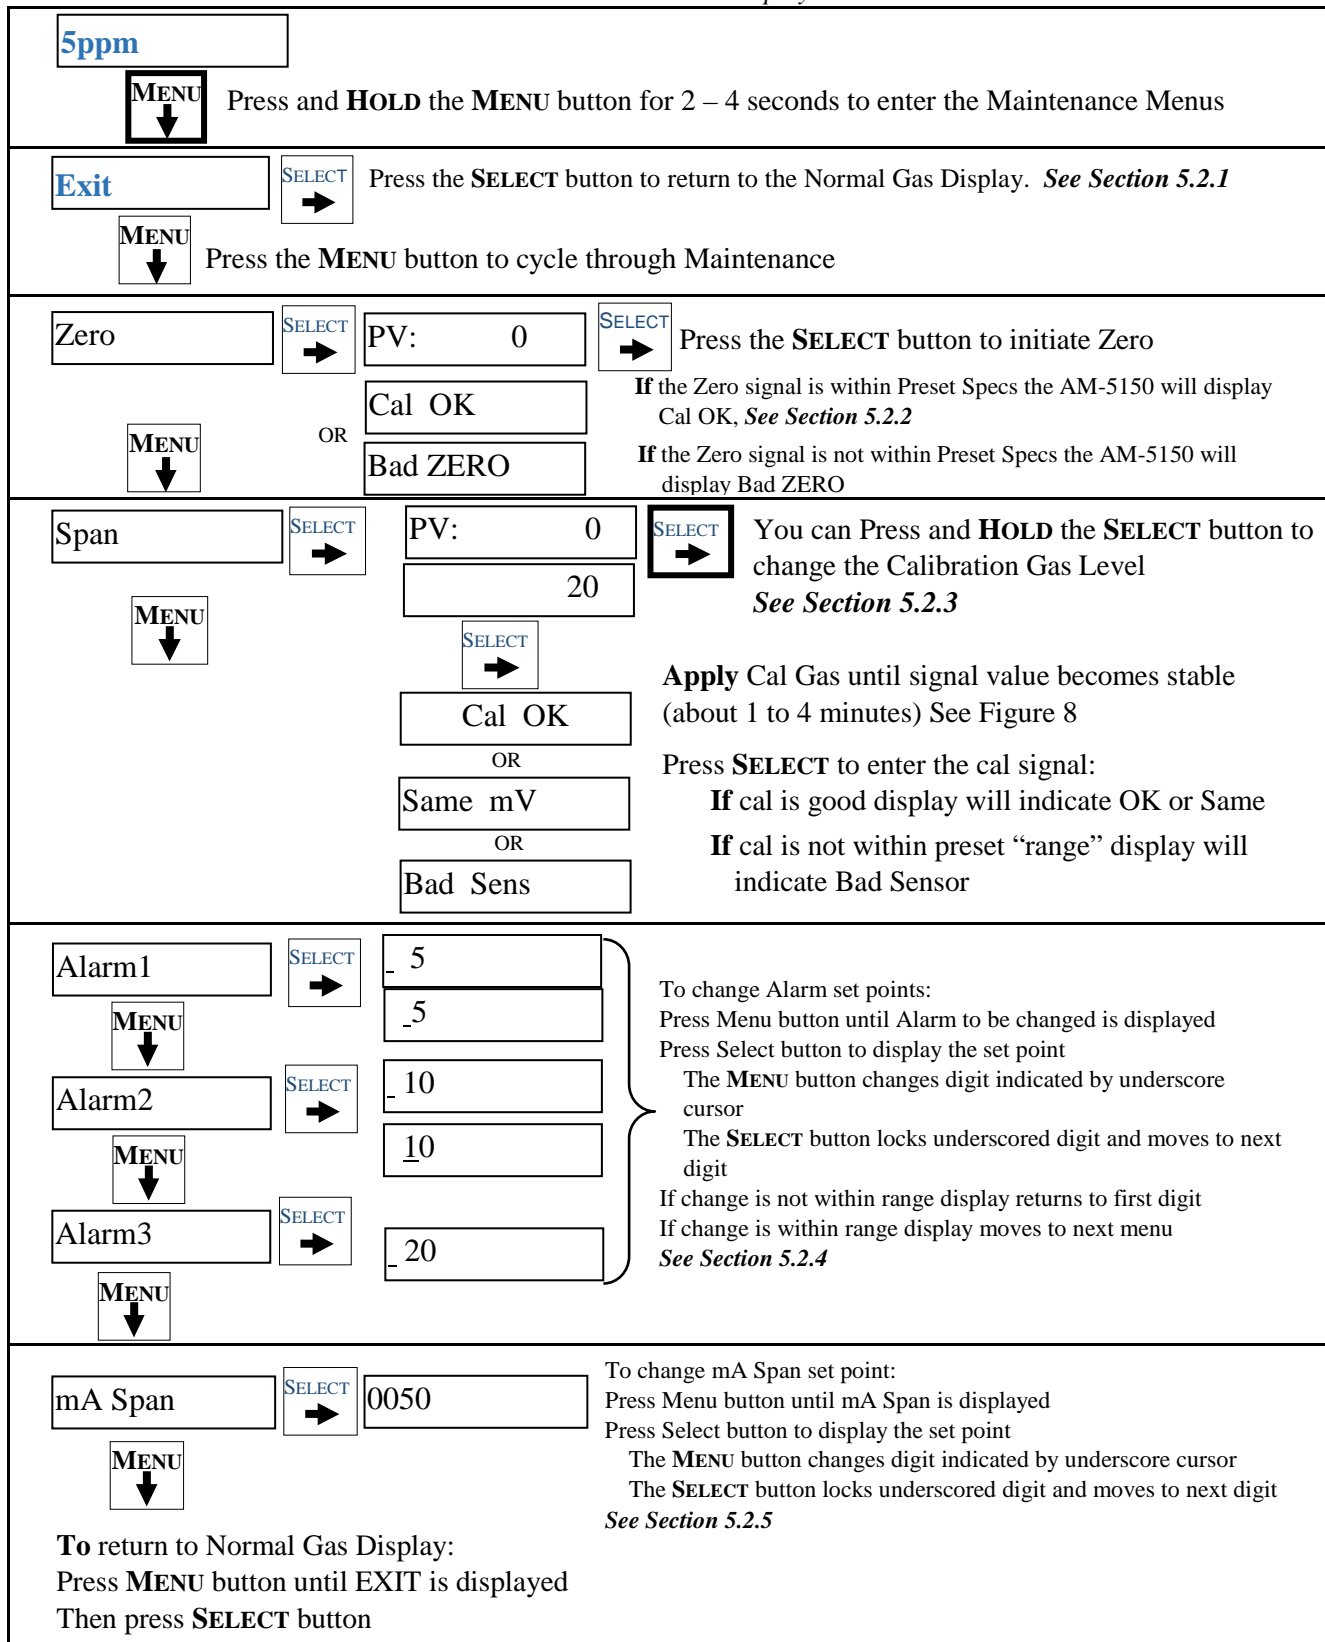 5ppm
MENU
Press and HOLD the MENU button for 2 – 4 seconds to enter the Maintenance Menus
Exit
SELECT
Press the SELECT button to return to the Normal Gas Display. See Section 5.2.1
MENU
Press the MENU button to cycle through Maintenance
Zero
SELECT
PV: 0
SELECT
Press the SELECT button to initiate Zero
Cal OK
If the Zero signal is within Preset Specs the AM-5150 will display
Cal OK, See Section 5.2.2
MENU
OR
Bad ZERO
If the Zero signal is not within Preset Specs the AM-5150 will
display Bad ZERO
Span
SELECT
PV: 0
SELECT
You can Press and HOLD the SELECT button to
change the Calibration Gas Level
See Section 5.2.3
20
MENU
SELECT
Apply Cal Gas until signal value becomes stable
(about 1 to 4 minutes) See Figure 8
Cal OK
OR
Press SELECT to enter the cal signal:
If cal is good display will indicate OK or Same
Same mV
OR
If cal is not within preset “range” display will
indicate Bad Sensor
Bad Sens
Alarm1
SELECT
_ 5
_5
MENU
Alarm2
SELECT
_ 10
10
MENU
Alarm3
SELECT
_ 20
MENU
To change Alarm set points:
Press Menu button until Alarm to be changed is displayed
Press Select button to display the set point
The MENU button changes digit indicated by underscore
cursor
The SELECT button locks underscored digit and moves to next
digit
If change is not within range display returns to first digit
If change is within range display moves to next menu
See Section 5.2.4
mA Span
SELECT
0050
MENU
To change mA Span set point:
Press Menu button until mA Span is displayed
Press Select button to display the set point
The MENU button changes digit indicated by underscore cursor
The SELECT button locks underscored digit and moves to next digit
See Section 5.2.5
To return to Normal Gas Display:
Press MENU button until EXIT is displayed
Then press SELECT button